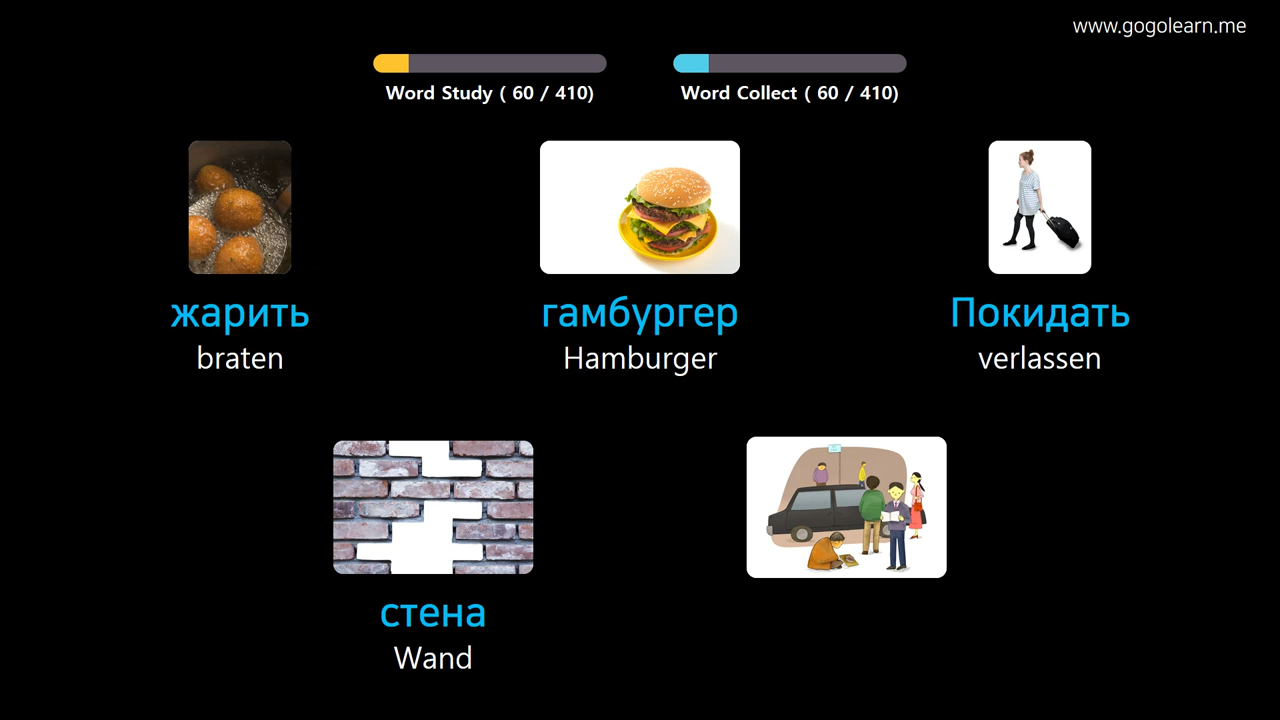 www.gogolearn.me
Word Study ( 60 / 410)
Word Collect ( 60 / 410)
жарить
braten
гамбургер
Hamburger
Покидать
verlassen
стена
Wand